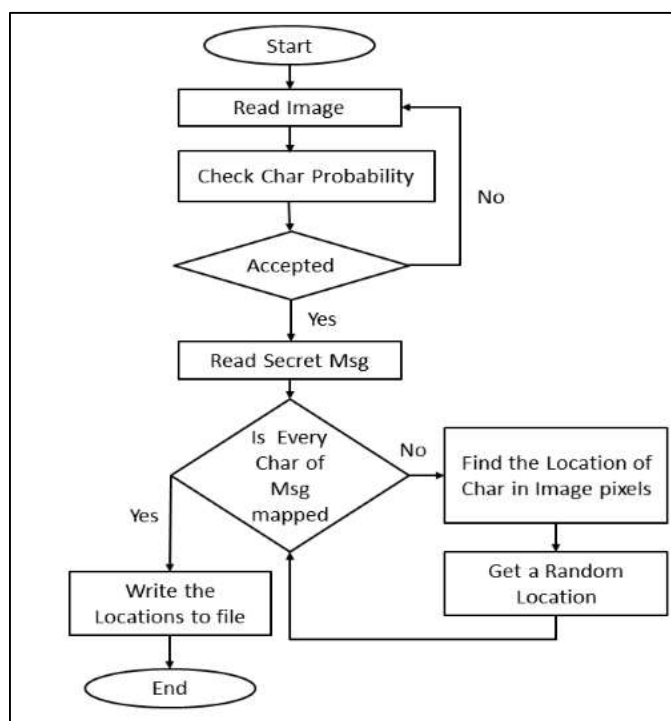 Start
Read Image
Check Char Probability
No
Accepted
Yes
Read Secret Msg
Is Every
Char of
Msg
mapped
No
Find the Location of
Char in Image pixels
Yes
Get a Random
Location
Write the
Locations to file
End